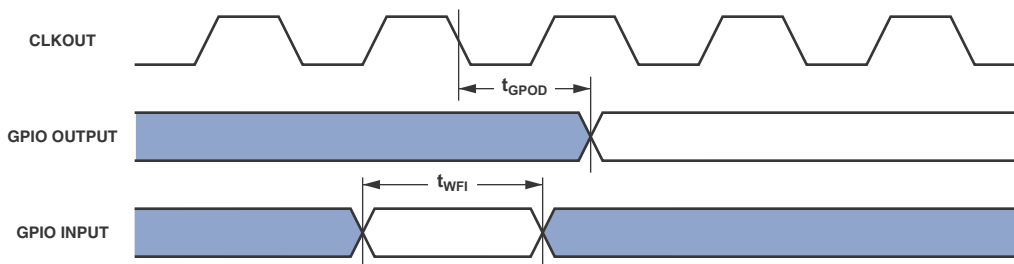 CLKOUT
tGPOD
GPIO OUTPUT
tWFI
GPIO INPUT